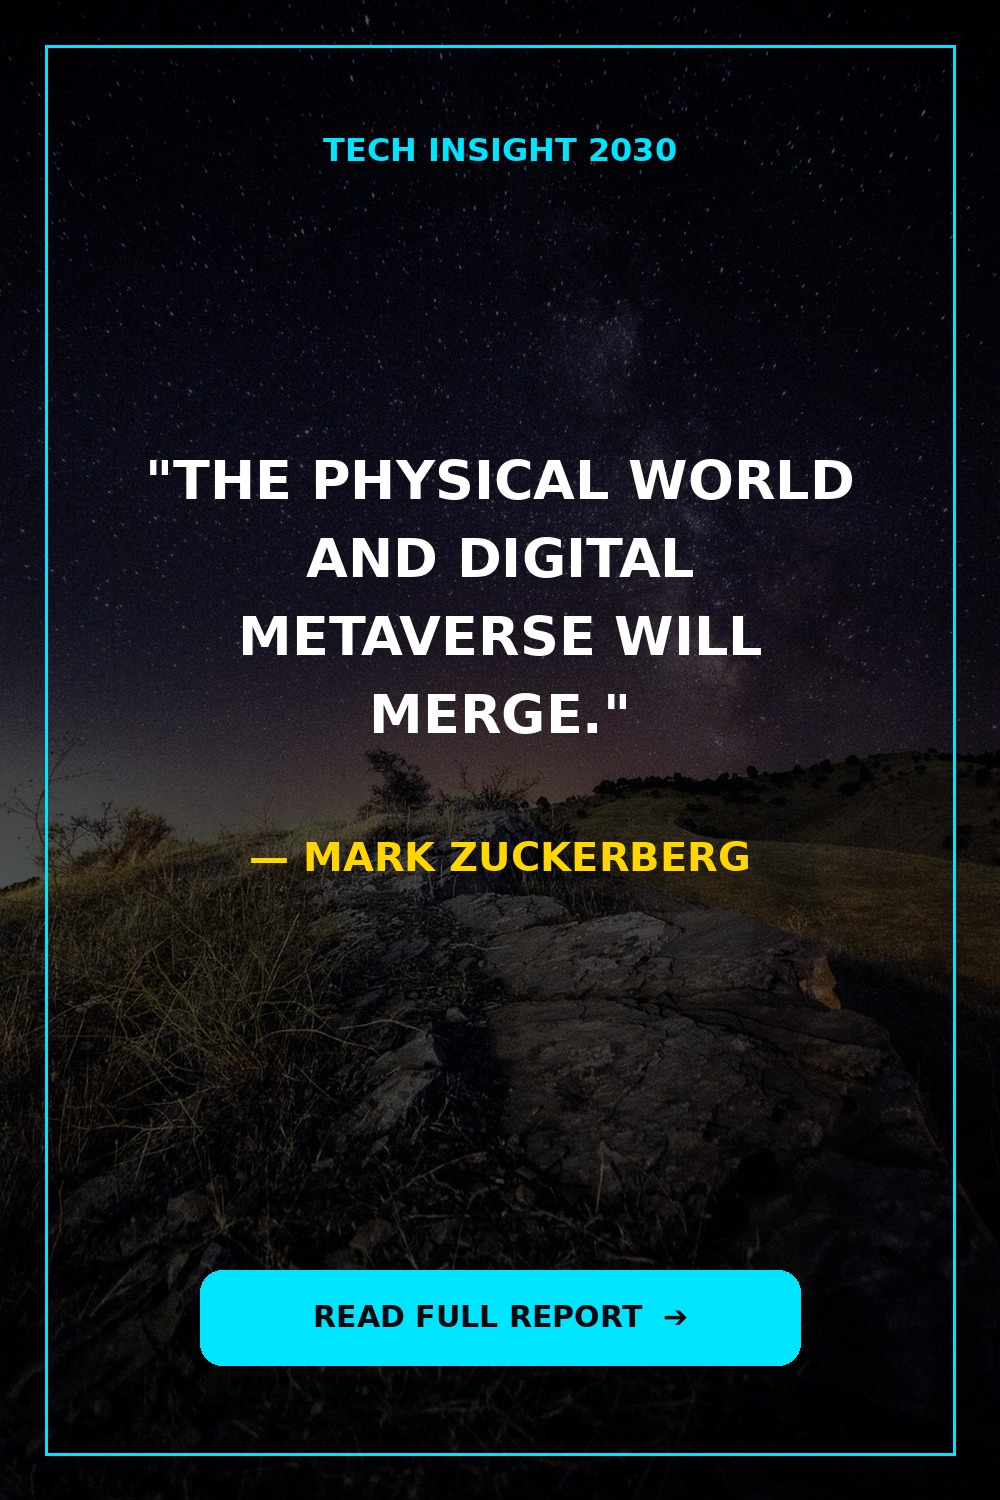 TECH INSIGHT 2030
"THE PHYSICAL WORLD
AND DIGITAL
METAVERSE WILL
MERGE."
— MARK ZUCKERBERG
READ FULL REPORT ➔